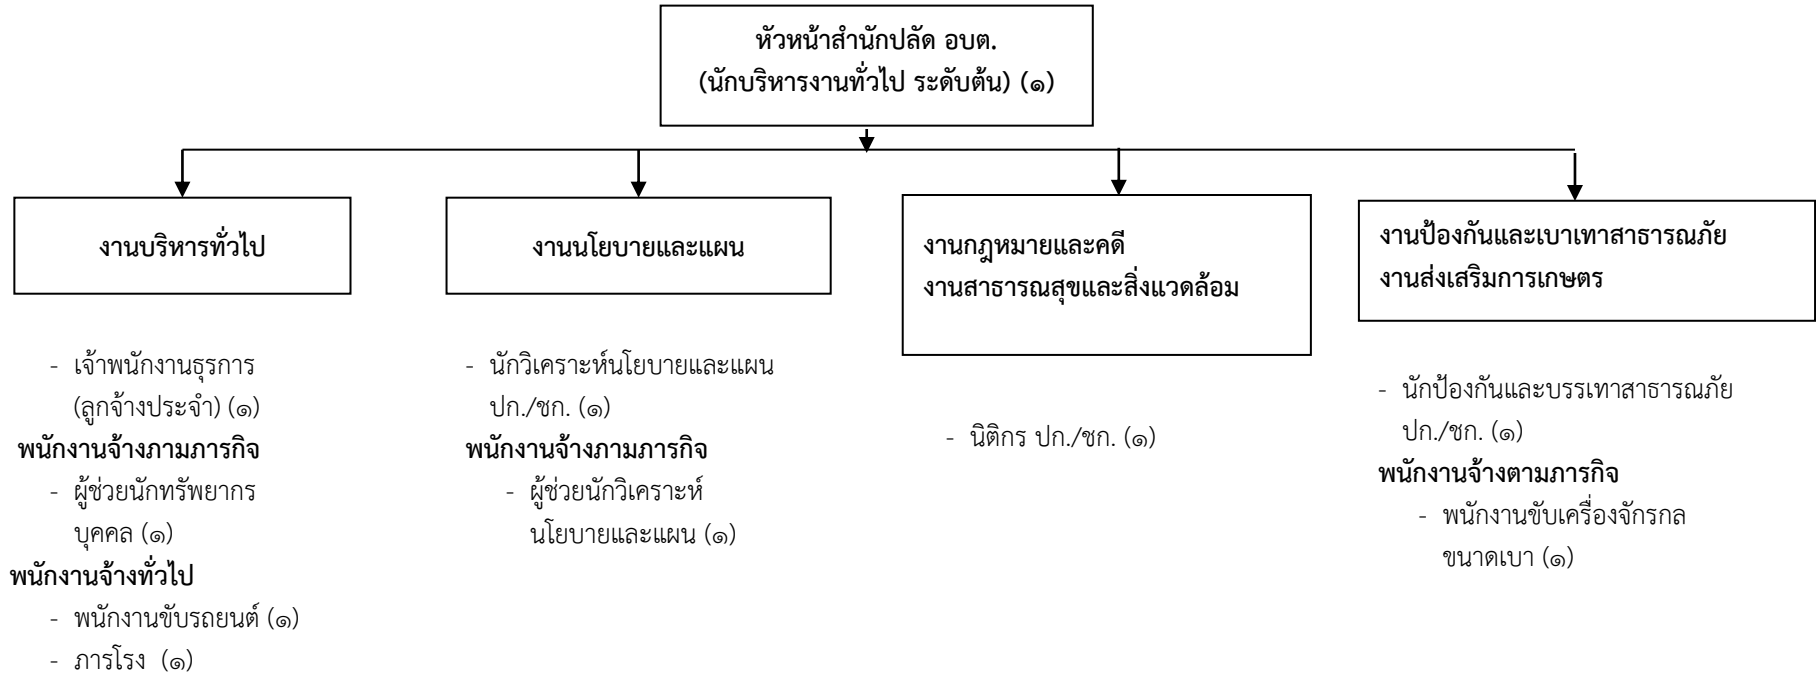 หัวหน้าสำนักปลัด อบต.
(นักบริหารงานทั่วไป ระดับต้น) (๑)
งานบริหารทั่วไป
งานนโยบายและแผน
งานกฎหมายและคดี
งานสาธารณสุขและสิ่งแวดล้อม
งานป้องกันและเบาเทาสาธารณภัย
งานส่งเสริมการเกษตร
- เจ้าพนักงานธุรการ
(ลูกจ้างประจำ) (๑)
พนักงานจ้างภามภารกิจ
- ผู้ช่วยนักทรัพยากร
บุคคล (๑)
พนักงานจ้างทั่วไป
- พนักงานขับรถยนต์ (๑)
- ภารโรง (๑)
- นักวิเคราะห์นโยบายและแผน
ปก./ชก. (๑)
พนักงานจ้างภามภารกิจ
- ผู้ช่วยนักวิเคราะห์
นโยบายและแผน (๑)
- นิติกร ปก./ชก. (๑)
- นักป้องกันและบรรเทาสาธารณภัย
ปก./ชก. (๑)
พนักงานจ้างตามภารกิจ
- พนักงานขับเครื่องจักรกล
ขนาดเบา (๑)